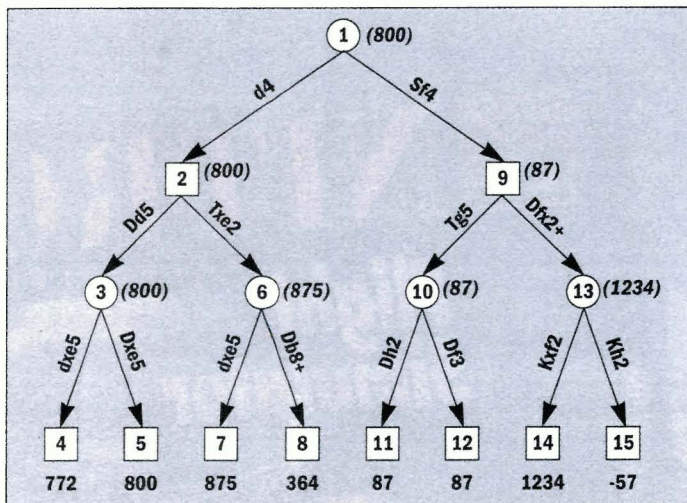 1 (800)
d4 Sf4
2 (800) 9 (87)
Dd5 Txe2 Tg5 Dfx2+
3 (800) 6 (875) 10 (87) 13 (1234)
dxe5 Dxe5 dxe5 Db8+ Dh2 Df3 Kxf2 Kh2
4 5 7 8 11 12 14 15
772 800 875 364 87 87 1234 -57